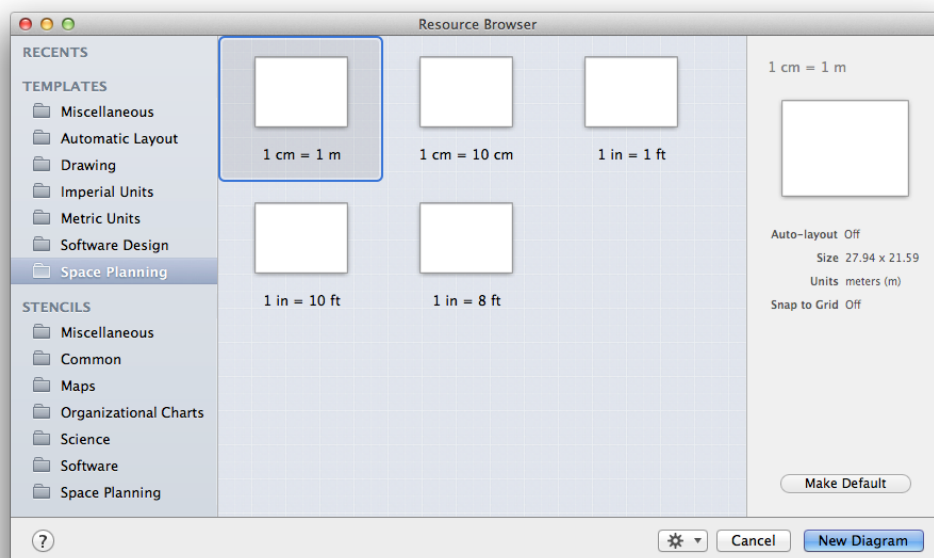 Resource Browser
RECENTS
TEMPLATES
Miscellaneous
Automatic Layout
Drawing
Imperial Units
Metric Units
Software Design
Space Planning
STENCILS
Miscellaneous
Common
Maps
Organizational Charts
Science
Software
Space Planning
1 cm = 1 m
1 cm = 10 cm
1 in = 1 ft
1 in = 10 ft
1 in = 8 ft
1 cm = 1 m
Auto-layout Off
Size 27.94 x 21.59
Units meters (m)
Snap to Grid Off
Make Default
?
Cancel
New Diagram